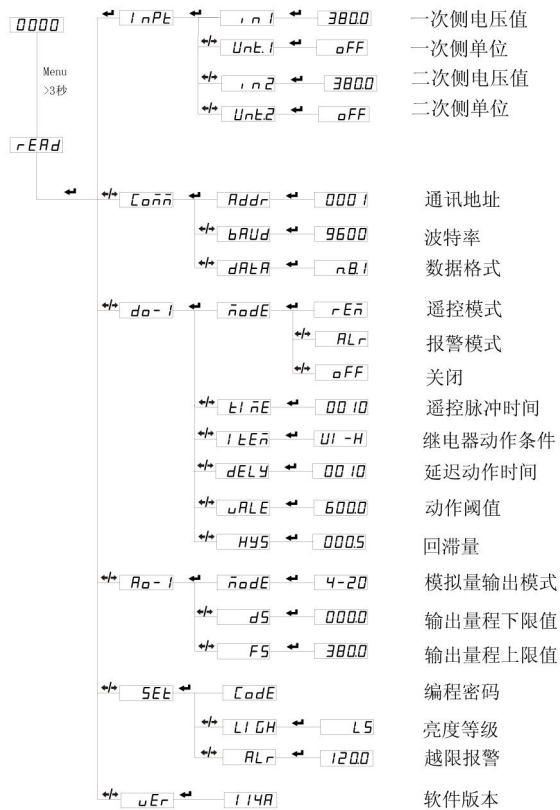 0000
Menu
>3秒
rEAd
InPt in1 380.0 一次侧电压值
Unt.1 oFF 一次侧单位
in2 380.0 二次侧电压值
Unt.2 oFF 二次侧单位
Comm Addr 0001 通讯地址
bAUd 9600 波特率
dAtA n.8.1 数据格式
do-1 modE rEm 遥控模式
ALr 报警模式
oFF 关闭
tImE 0010 遥控脉冲时间
ItEm UI-H 继电器动作条件
dELy 0010 延迟动作时间
vALE 600.0 动作阈值
HYS 000.5 回滞量
Ao-1 modE 4-20 模拟量输出模式
dS 000.0 输出量程下限值
FS 380.0 输出量程上限值
SEt CodE 编程密码
LIGH L5 亮度等级
ALr 120.0 越限报警
vEr 114A 软件版本